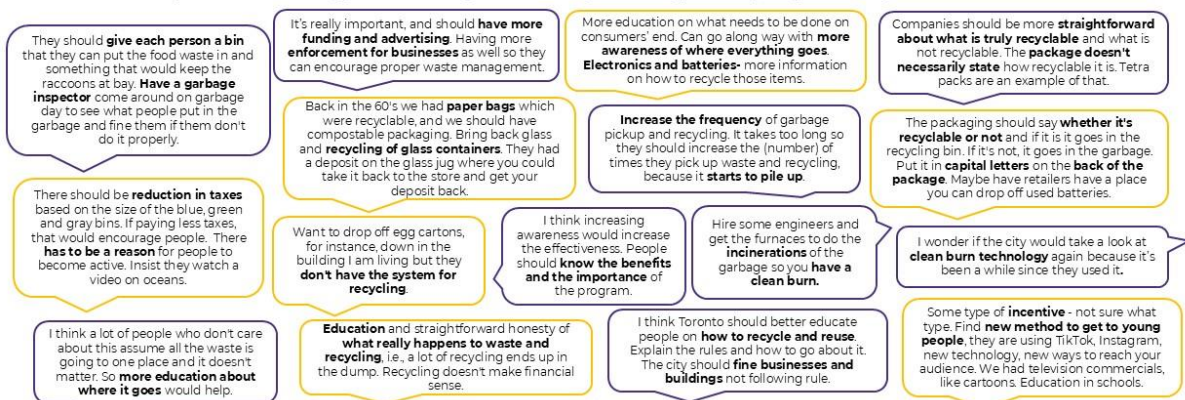 They should give each person a bin
that they can put the food waste in and
something that would keep the
raccoons at bay. Have a garbage
inspector come around on garbage
day to see what people put in the
garbage and fine them if them don't
do it properly.
It's really important, and should have more
funding and advertising. Having more
enforcement for businesses as well so they
can encourage proper waste management.
More education on what needs to be done on
consumers' end. Can go along way with more
awareness of where everything goes.
Electronics and batteries- more information
on how to recycle those items.
Companies should be more straightforward
about what is truly recyclable and what is
not recyclable. The package doesn't
necessarily state how recyclable it is. Tetra
packs are an example of that.
Back in the 60's we had paper bags which
were recyclable, and we should have
compostable packaging. Bring back glass
and recycling of glass containers. They had
a deposit on the glass jug where you could
take it back to the store and get your
deposit back.
Increase the frequency of garbage
pickup and recycling. It takes too long so
they should increase the (number) of
times they pick up waste and recycling,
because it starts to pile up.
The packaging should say whether it's
recyclable or not and if it is it goes in the
recycling bin. If it's not, it goes in the garbage.
Put it in capital letters on the back of the
package. Maybe have retailers have a place
you can drop off used batteries.
There should be reduction in taxes
based on the size of the blue, green
and gray bins. If paying less taxes,
that would encourage people. There
has to be a reason for people to
become active. Insist they watch a
video on oceans.
Want to drop off egg cartons,
for instance, down in the
building I am living but they
don't have the system for
recycling.
I think increasing
awareness would increase
the effectiveness. People
should know the benefits
and the importance of
the program.
Hire some engineers and
get the furnaces to do the
incinerations of the
garbage so you have a
clean burn.
I wonder if the city would take a look at
clean burn technology again because it's
been a while since they used it.
I think a lot of people who don't care
about this assume all the waste is
going to one place and it doesn't
matter. So more education about
where it goes would help.
Education and straightforward honesty of
what really happens to waste and
recycling, i.e., a lot of recycling ends up in
the dump. Recycling doesn't make financial
sense.
I think Toronto should better educate
people on how to recycle and reuse.
Explain the rules and how to go about it.
The city should fine businesses and
buildings not following rule.
Some type of incentive - not sure what
type. Find new method to get to young
people, they are using TikTok, Instagram,
new technology, new ways to reach your
audience. We had television commercials,
like cartoons. Education in schools.